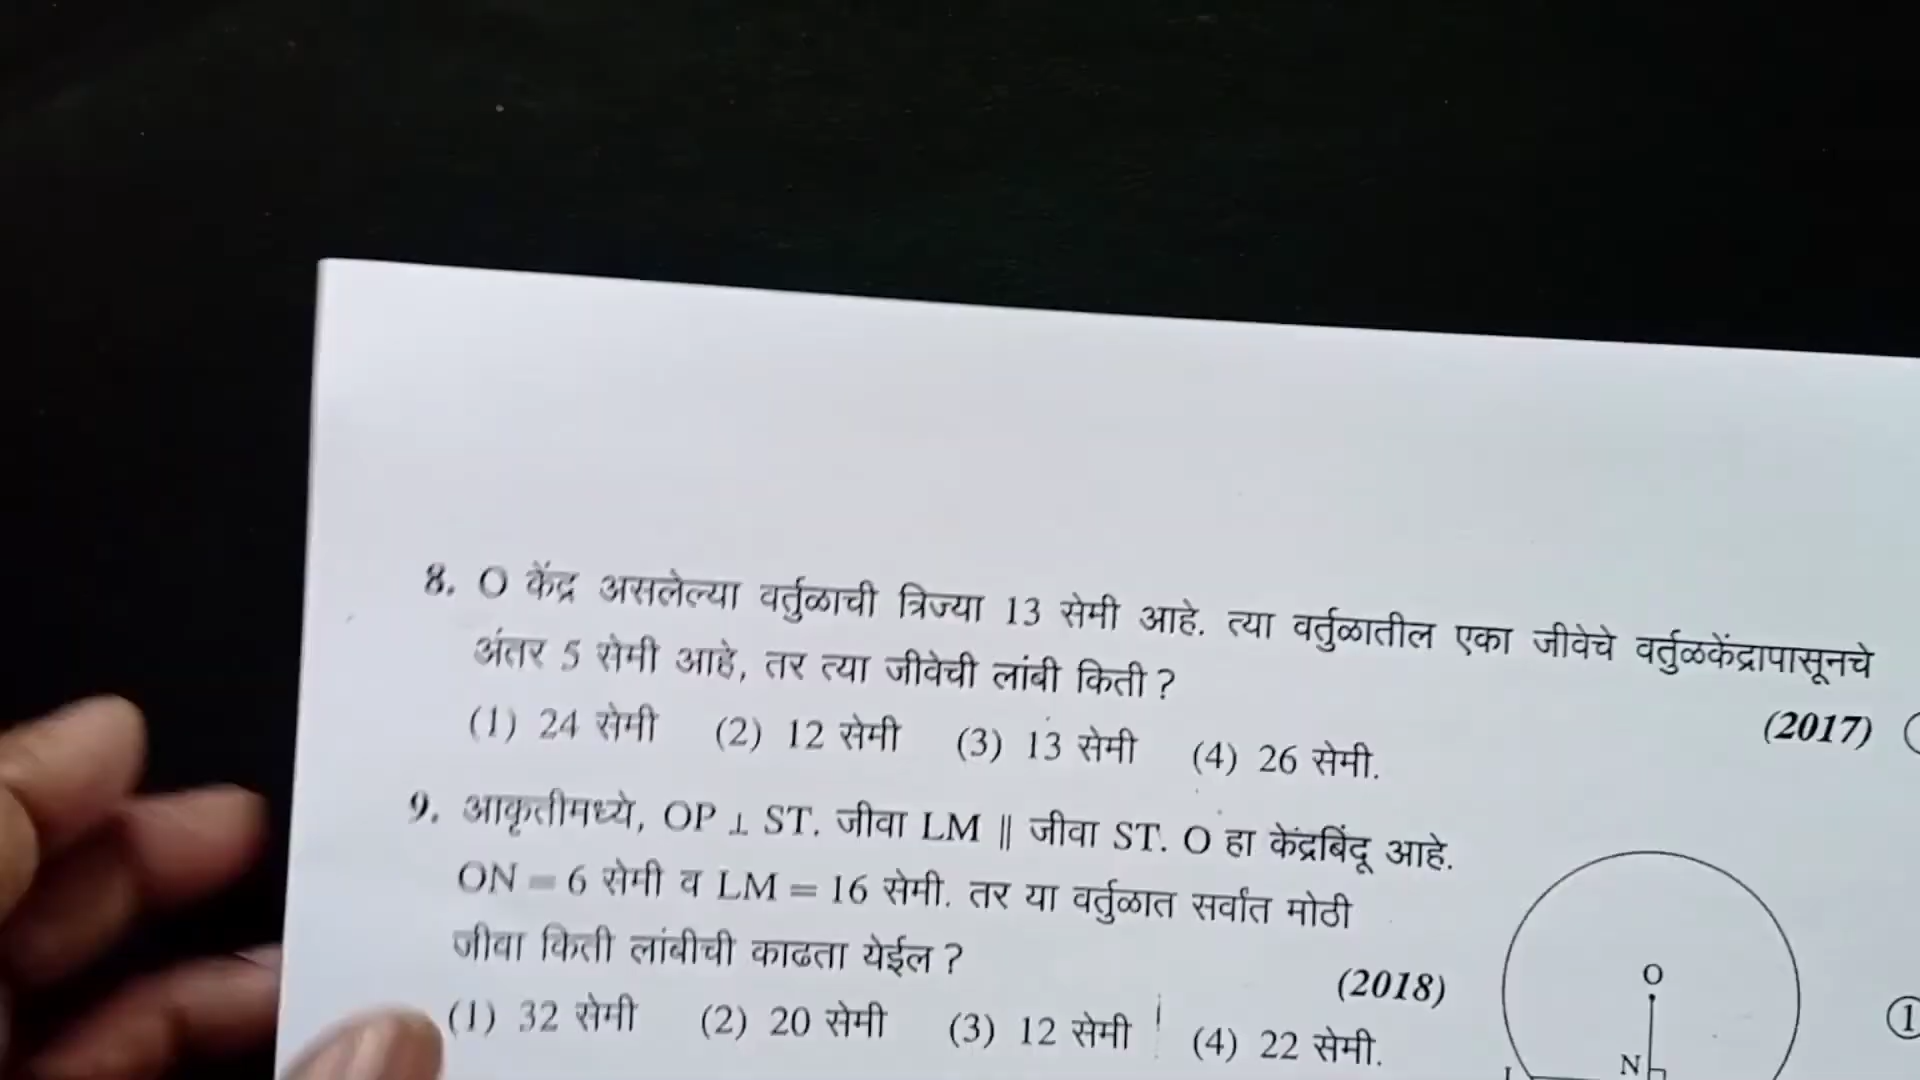 8. O केंद्र असलेल्या वर्तुळाची त्रिज्या 13 सेमी आहे. त्या वर्तुळातील एका जीवेचे वर्तुळकेंद्रापासूनचे
अंतर 5 सेमी आहे, तर त्या जीवेची लांबी किती ?
(2017)
(1) 24 सेमी (2) 12 सेमी (3) 13 सेमी (4) 26 सेमी.
9. आकृतीमध्ये, OP ⊥ ST. जीवा LM || जीवा ST. O हा केंद्रबिंदू आहे.
ON = 6 सेमी व LM = 16 सेमी. तर या वर्तुळात सर्वांत मोठी
जीवा किती लांबीची काढता येईल ?
(2018)
(1) 32 सेमी (2) 20 सेमी (3) 12 सेमी (4) 22 सेमी.
O
N